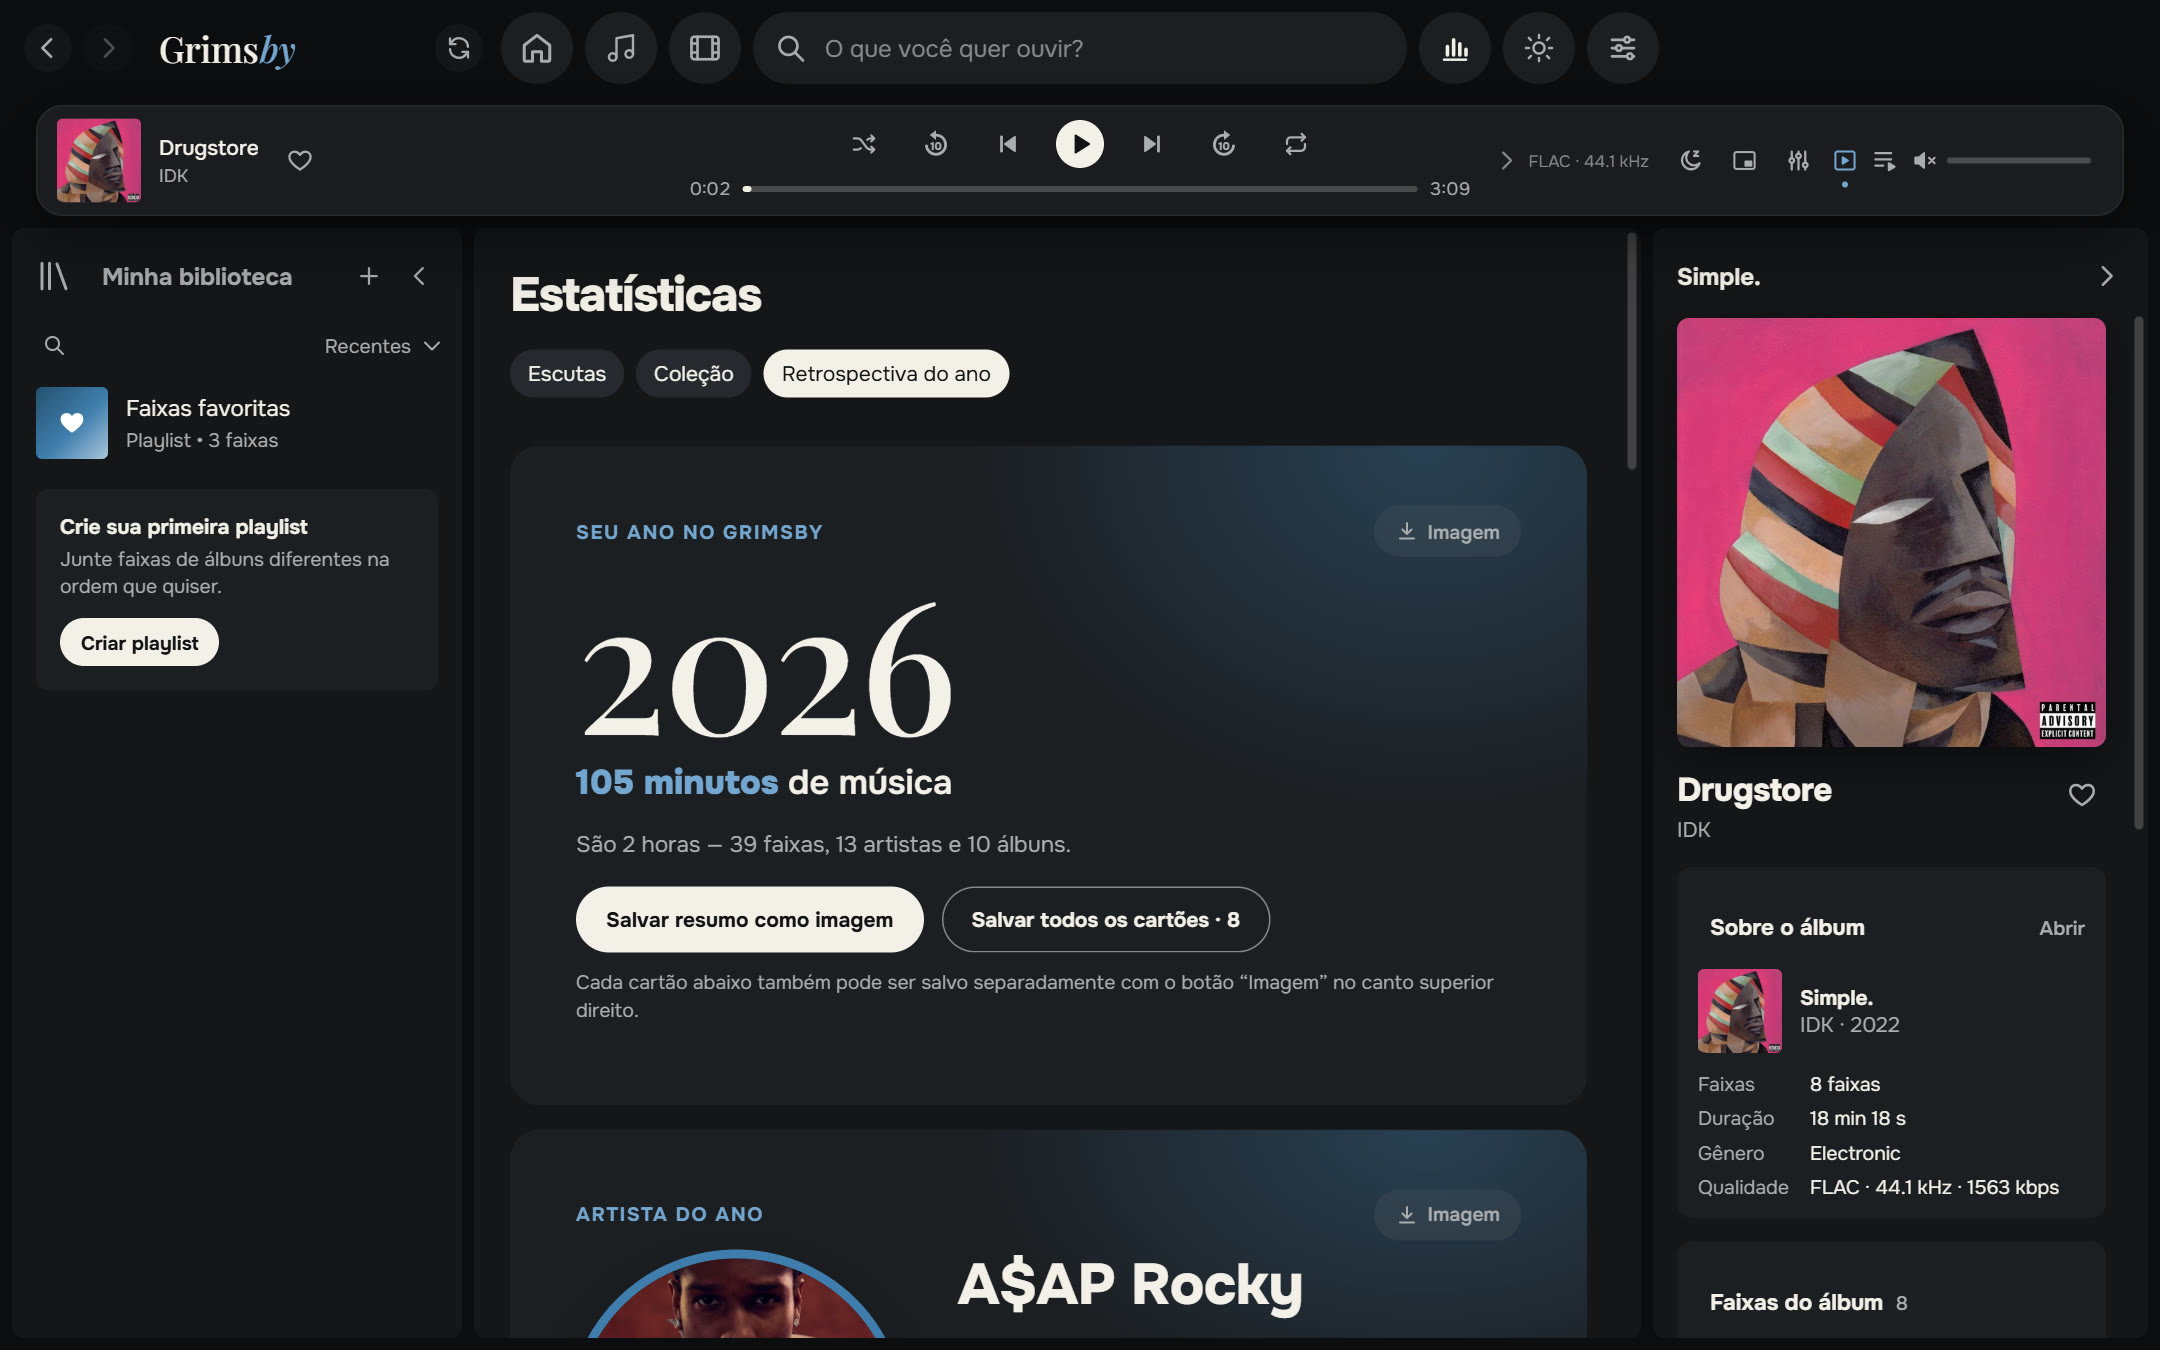 Grimsby
O que você quer ouvir?
Drugstore
IDK
10
10
0:02
3:09
FLAC · 44.1 kHz
Minha biblioteca
Recentes
Faixas favoritas
Playlist • 3 faixas
Crie sua primeira playlist
Junte faixas de álbuns diferentes na
ordem que quiser.
Criar playlist
Estatísticas
Escutas
Coleção
Retrospectiva do ano
SEU ANO NO GRIMSBY
Imagem
2026
105 minutos de música
São 2 horas — 39 faixas, 13 artistas e 10 álbuns.
Salvar resumo como imagem
Salvar todos os cartões · 8
Cada cartão abaixo também pode ser salvo separadamente com o botão “Imagem” no canto superior
direito.
ARTISTA DO ANO
Imagem
A$AP Rocky
Simple.
PARENTAL
ADVISORY
EXPLICIT CONTENT
Drugstore
IDK
Sobre o álbum
Abrir
Simple.
IDK · 2022
Faixas 8 faixas
Duração 18 min 18 s
Gênero Electronic
Qualidade FLAC · 44.1 kHz · 1563 kbps
Faixas do álbum 8